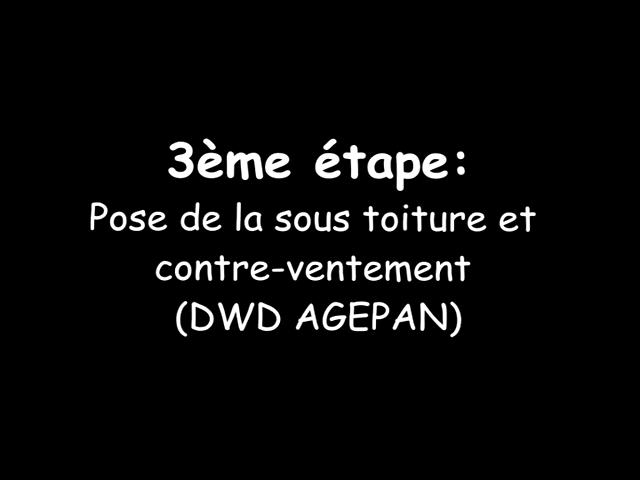 3ème étape:
Pose de la sous toiture et
contre-ventement
(DWD AGEPAN)